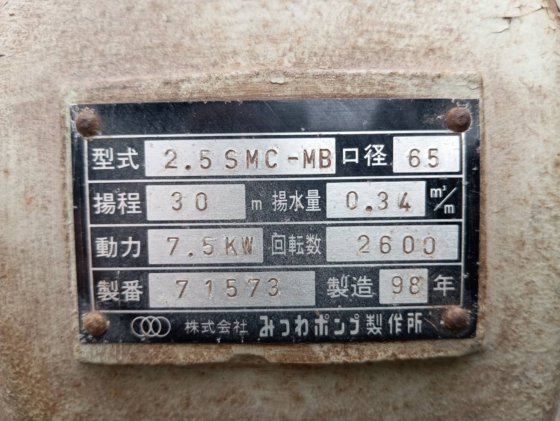 型式 2.5SMC-MB 口径 65
揚程 30 m 揚水量 0.34 m³/m
動力 7.5KW 回転数 2600
製番 71573 製造 98 年
株式会社 みつわポンプ製作所